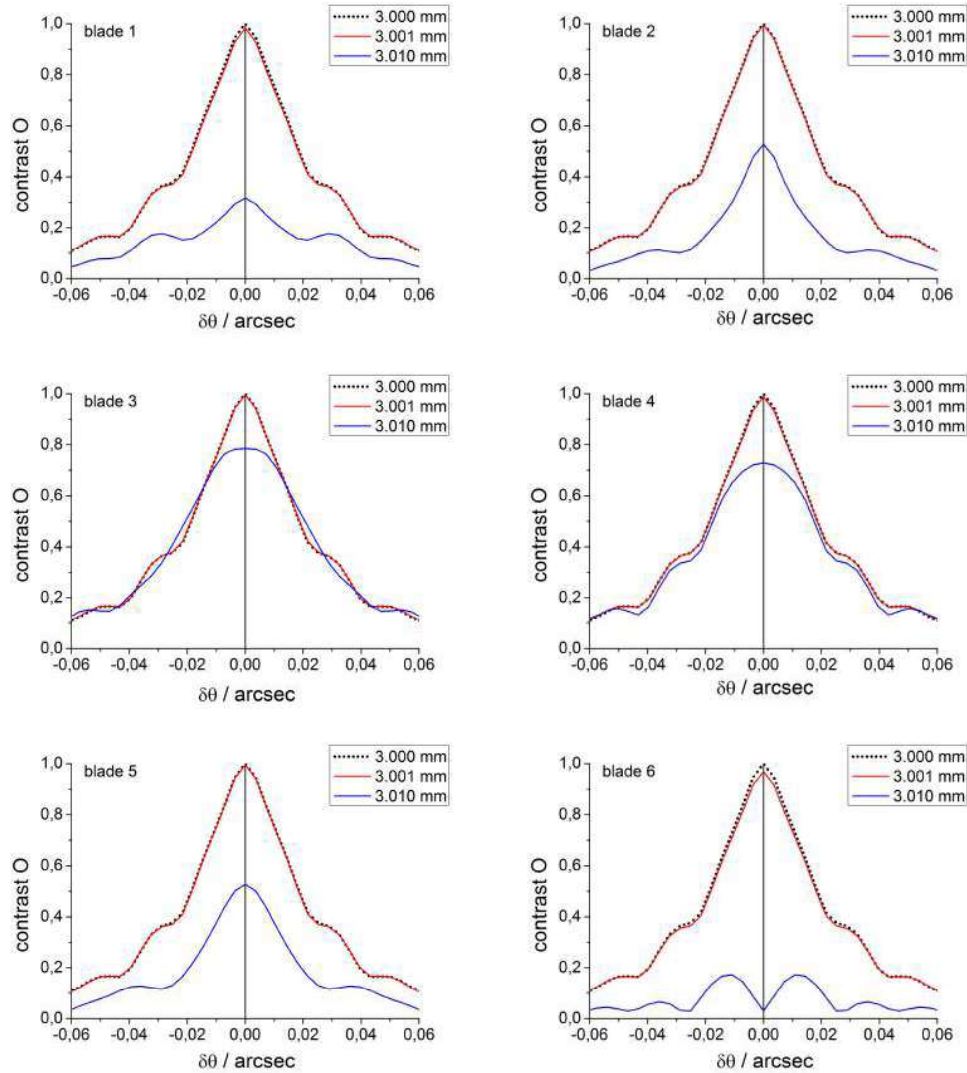 blade 1
3.000 mm
3.001 mm
3.010 mm
1,0
0,8
0,6
0,4
0,2
0,0
contrast O
-0,06 -0,04 -0,02 0,00 0,02 0,04 0,06
δθ / arcsec
blade 2
3.000 mm
3.001 mm
3.010 mm
1,0
0,8
0,6
0,4
0,2
0,0
contrast O
-0,06 -0,04 -0,02 0,00 0,02 0,04 0,06
δθ / arcsec
blade 3
3.000 mm
3.001 mm
3.010 mm
1,0
0,8
0,6
0,4
0,2
0,0
contrast O
-0,06 -0,04 -0,02 0,00 0,02 0,04 0,06
δθ / arcsec
blade 4
3.000 mm
3.001 mm
3.010 mm
1,0
0,8
0,6
0,4
0,2
0,0
contrast O
-0,06 -0,04 -0,02 0,00 0,02 0,04 0,06
δθ / arcsec
blade 5
3.000 mm
3.001 mm
3.010 mm
1,0
0,8
0,6
0,4
0,2
0,0
contrast O
-0,06 -0,04 -0,02 0,00 0,02 0,04 0,06
δθ / arcsec
blade 6
3.000 mm
3.001 mm
3.010 mm
1,0
0,8
0,6
0,4
0,2
0,0
contrast O
-0,06 -0,04 -0,02 0,00 0,02 0,04 0,06
δθ / arcsec